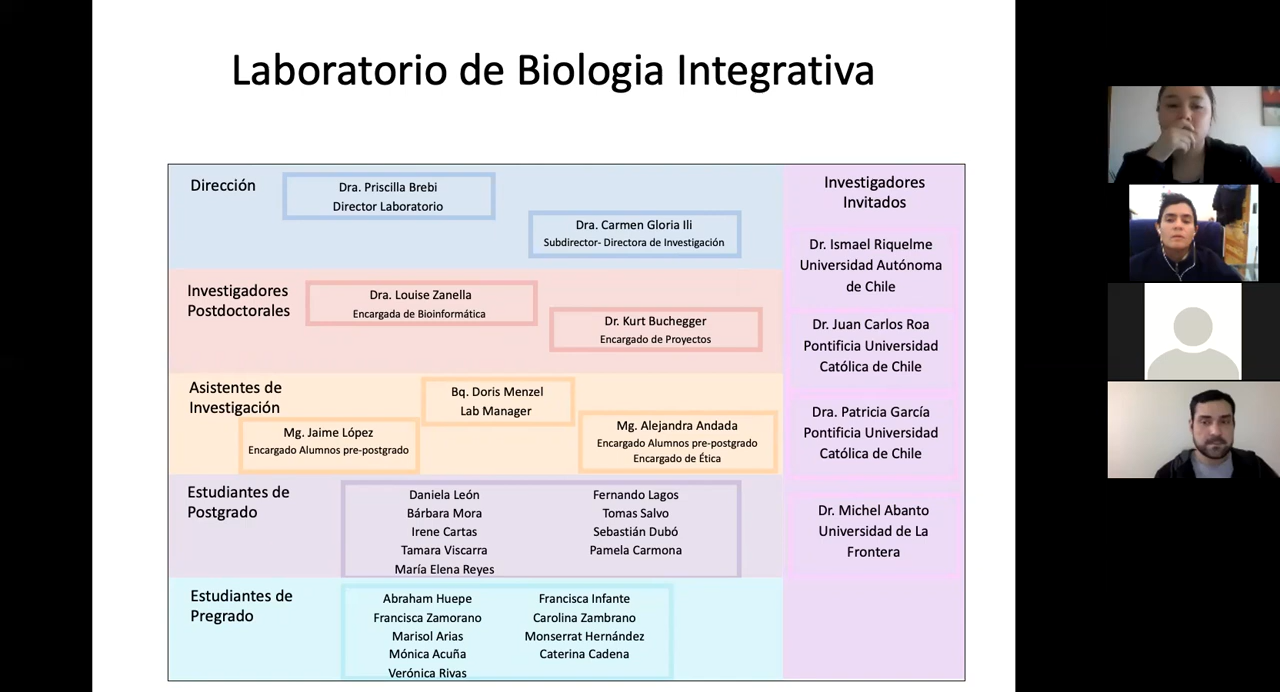 Laboratorio de Biologia Integrativa
Dirección
Dra. Priscilla Brebi
Director Laboratorio
Dra. Carmen Gloria Ili
Subdirector- Directora de Investigación
Investigadores
Postdoctorales
Dra. Louise Zanella
Encargada de Bioinformática
Dr. Kurt Buchegger
Encargado de Proyectos
Asistentes de
Investigación
Bq. Doris Menzel
Lab Manager
Mg. Jaime López
Encargado Alumnos pre-postgrado
Mg. Alejandra Andada
Encargado Alumnos pre-postgrado
Encargado de Ética
Estudiantes de
Postgrado
Daniela León
Bárbara Mora
Irene Cartas
Tamara Viscarra
María Elena Reyes
Fernando Lagos
Tomas Salvo
Sebastián Dubó
Pamela Carmona
Estudiantes de
Pregrado
Abraham Huepe
Francisca Zamorano
Marisol Arias
Mónica Acuña
Verónica Rivas
Francisca Infante
Carolina Zambrano
Monserrat Hernández
Caterina Cadena
Investigadores
Invitados
Dr. Ismael Riquelme
Universidad Autónoma
de Chile
Dr. Juan Carlos Roa
Pontificia Universidad
Católica de Chile
Dra. Patricia García
Pontificia Universidad
Católica de Chile
Dr. Michel Abanto
Universidad de La
Frontera